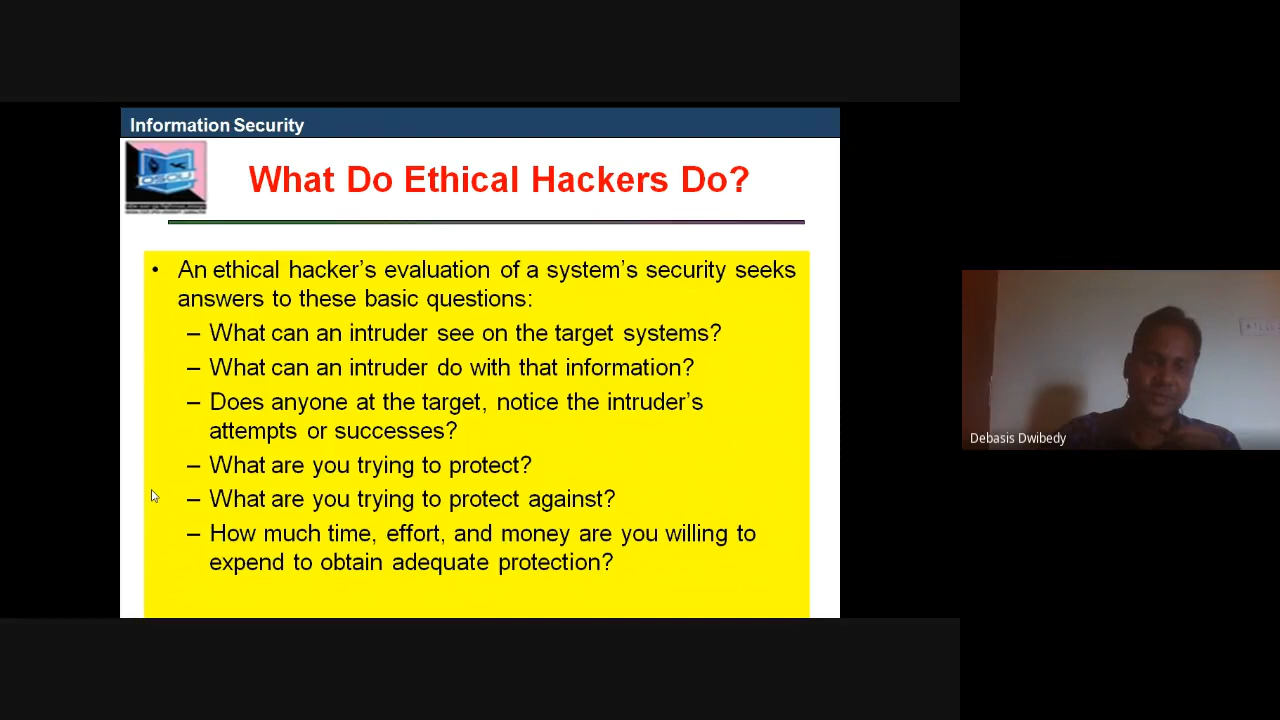 Information Security
OSOU
What Do Ethical Hackers Do?
• An ethical hacker's evaluation of a system's security seeks
answers to these basic questions:
– What can an intruder see on the target systems?
– What can an intruder do with that information?
– Does anyone at the target, notice the intruder's
attempts or successes?
– What are you trying to protect?
– What are you trying to protect against?
– How much time, effort, and money are you willing to
expend to obtain adequate protection?
Debasis Dwibedy